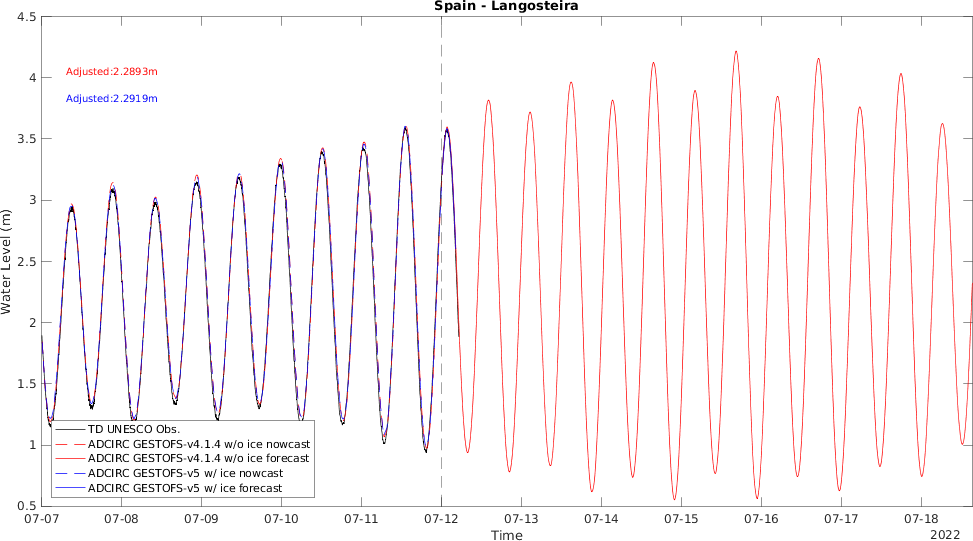 Spain - Langosteira
4.5
4
3.5
3
2.5
2
1.5
1
0.5
Water Level (m)
Adjusted:2.2893m
Adjusted:2.2919m
TD UNESCO Obs.
ADCIRC GESTOFS-v4.1.4 w/o ice nowcast
ADCIRC GESTOFS-v4.1.4 w/o ice forecast
ADCIRC GESTOFS-v5 w/ ice nowcast
ADCIRC GESTOFS-v5 w/ ice forecast
07-07 07-08 07-09 07-10 07-11 07-12 07-13 07-14 07-15 07-16 07-17 07-18
2022
Time